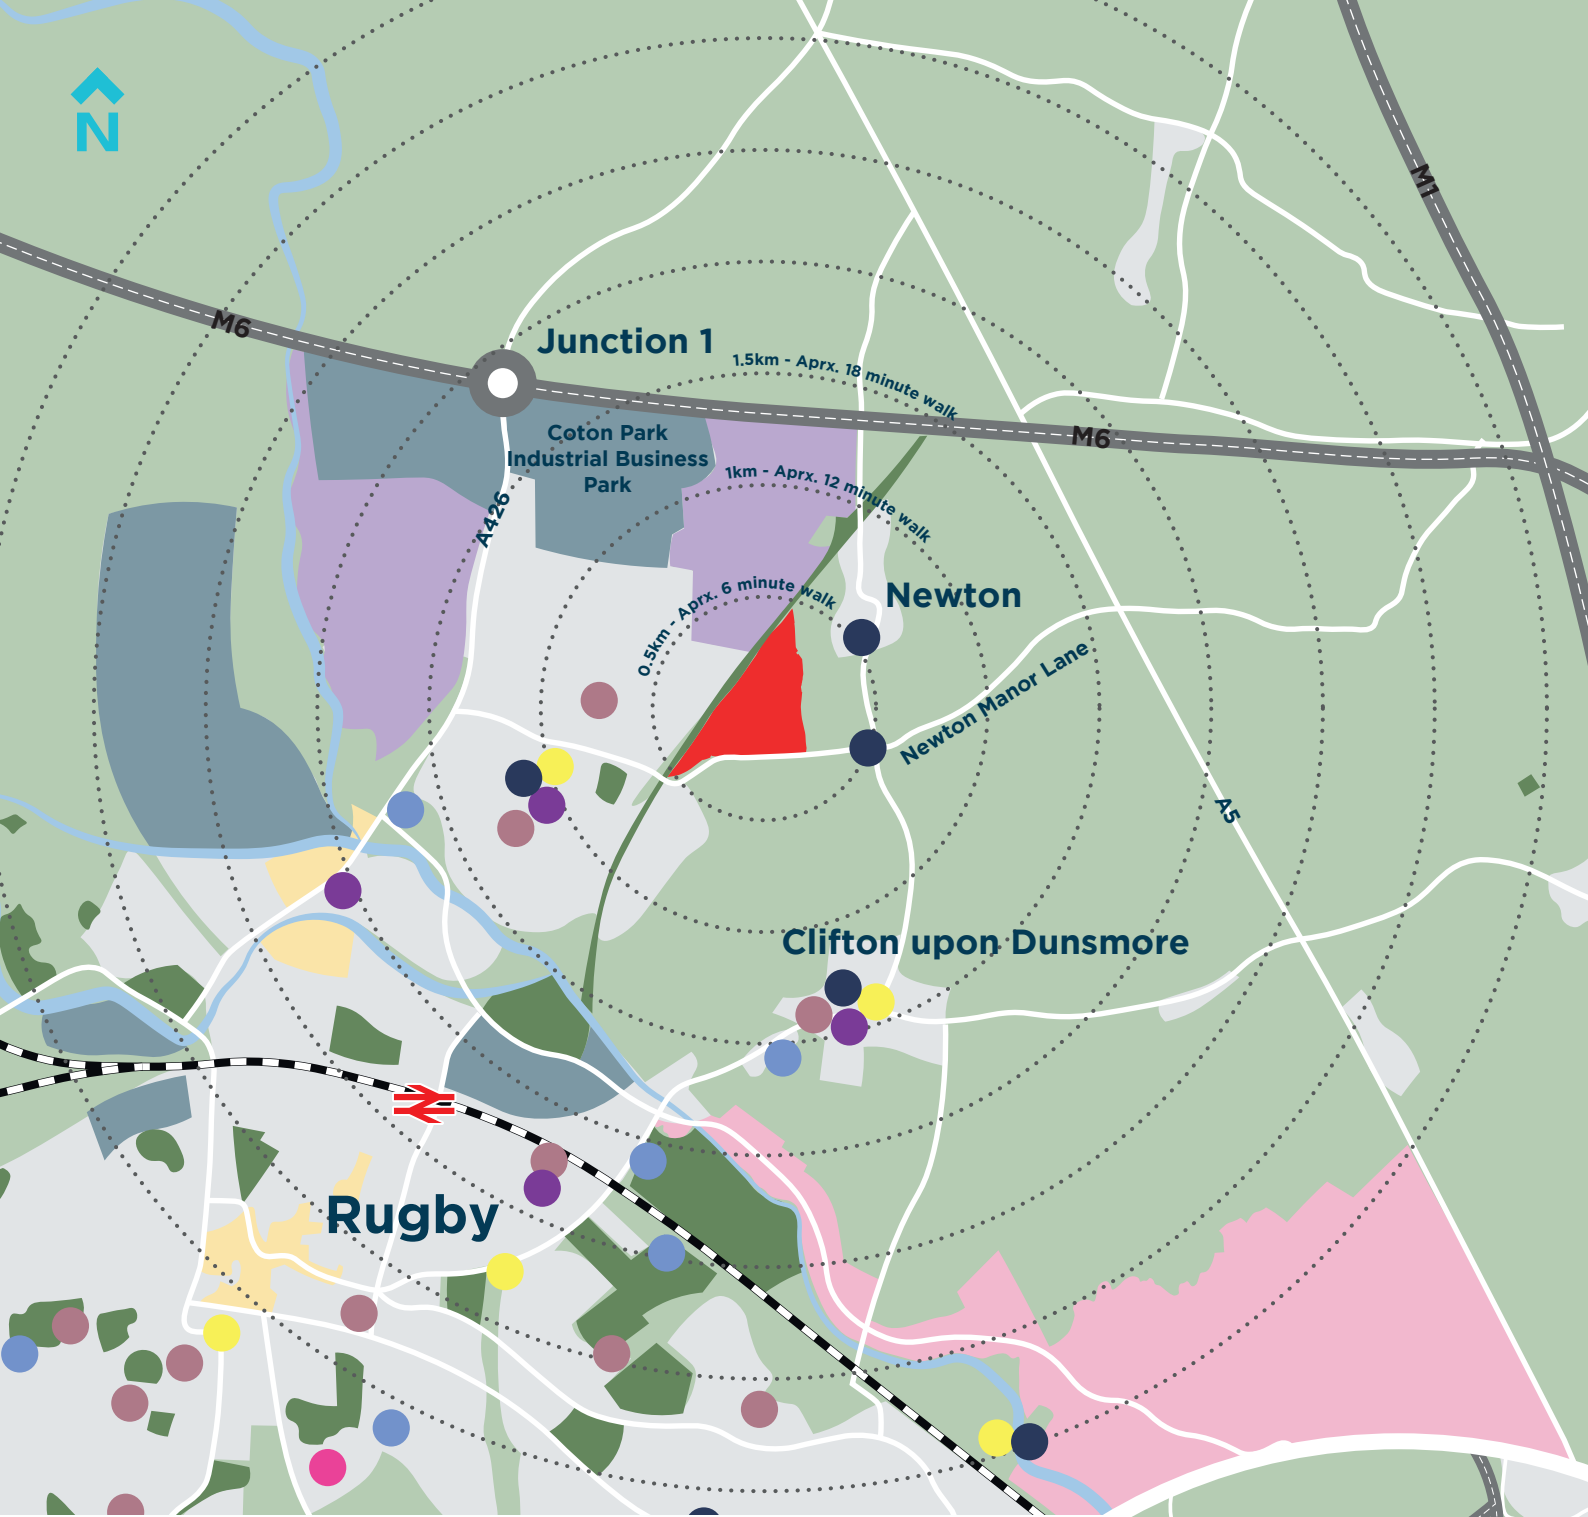 N
M1
M6
Junction 1
1.5km - Aprx. 18 minute walk
M6
Coton Park
Industrial Business
Park
1km - Aprx. 12 minute walk
A426
0.5km - Aprx. 6 minute walk
Newton
Newton Manor Lane
A5
Clifton upon Dunsmore
Rugby